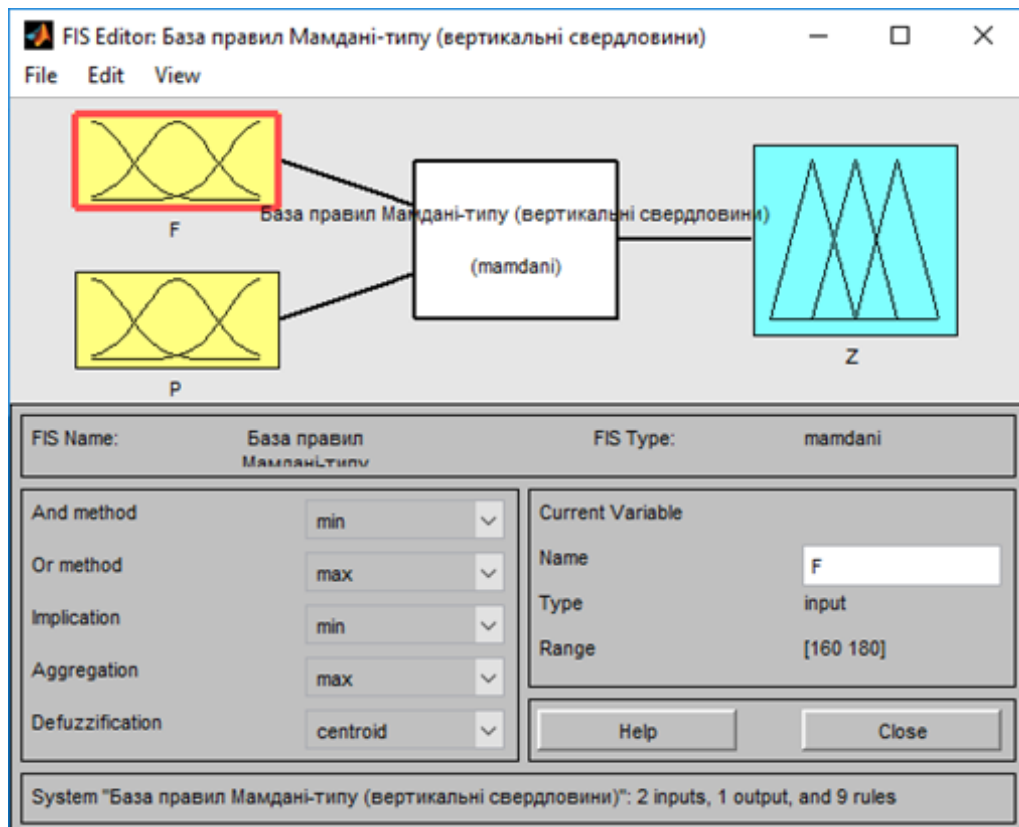 FIS Editor: База правил Мамдані-типу (вертикальні свердловини)
File Edit View
F
База правил Мамдані-типу (вертикальні свердловини)
(mamdani)
P
Z
FIS Name: База правил FIS Type: mamdani
Мамдані-типу
And method min
Or method max
Implication min
Aggregation max
Defuzzification centroid
Current Variable
Name F
Type input
Range [160 180]
Help Close
System "База правил Мамдані-типу (вертикальні свердловини)": 2 inputs, 1 output, and 9 rules